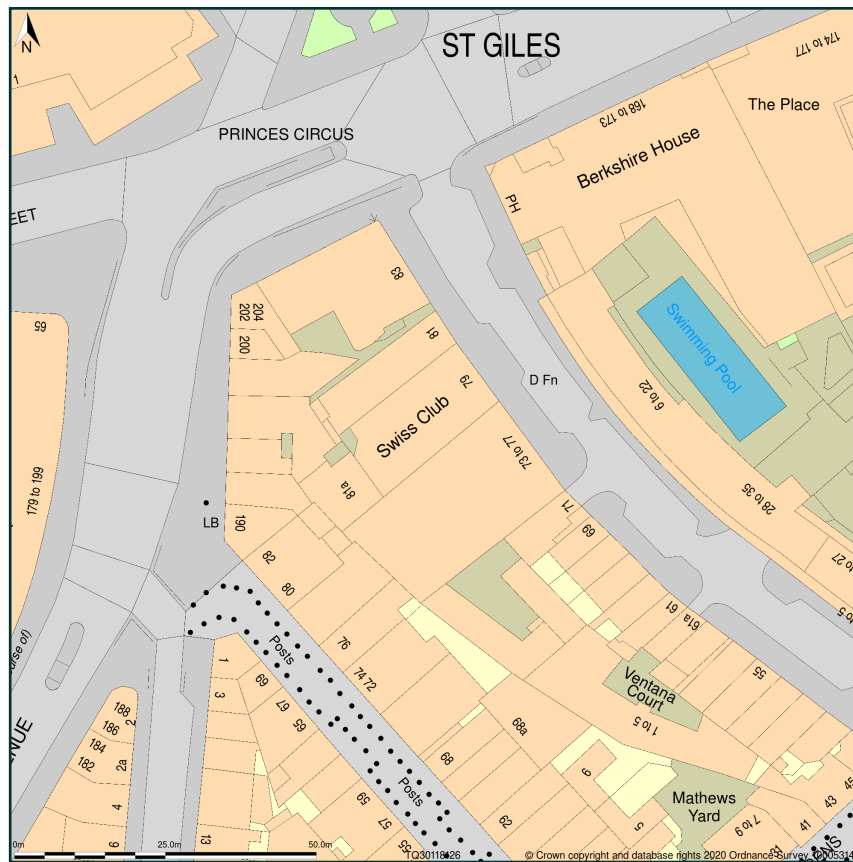 N
ST GILES
174 to 177
1
168 to 173
The Place
PRINCES CIRCUS
Berkshire House
PH
EET
83
204
202
200
81
Swimming Pool
65
79
D Fn
6 to 22
Swiss Club
73 to 77
179 to 199
81a
28 to 35
71
LB
190
69
82
80
61
61a
76
Posts
1
55
74 72
69
3
67
65
Ventana
Court
1 to 5
188
2
186
68a
184
182
2a
68
9
59
Posts
4
62
57
5
Mathews
Yard
7 to 9
43
45
41
6
13
55
0m
25.0m
50.0m
© Crown copyright and database rights 2020 Ordnance Survey